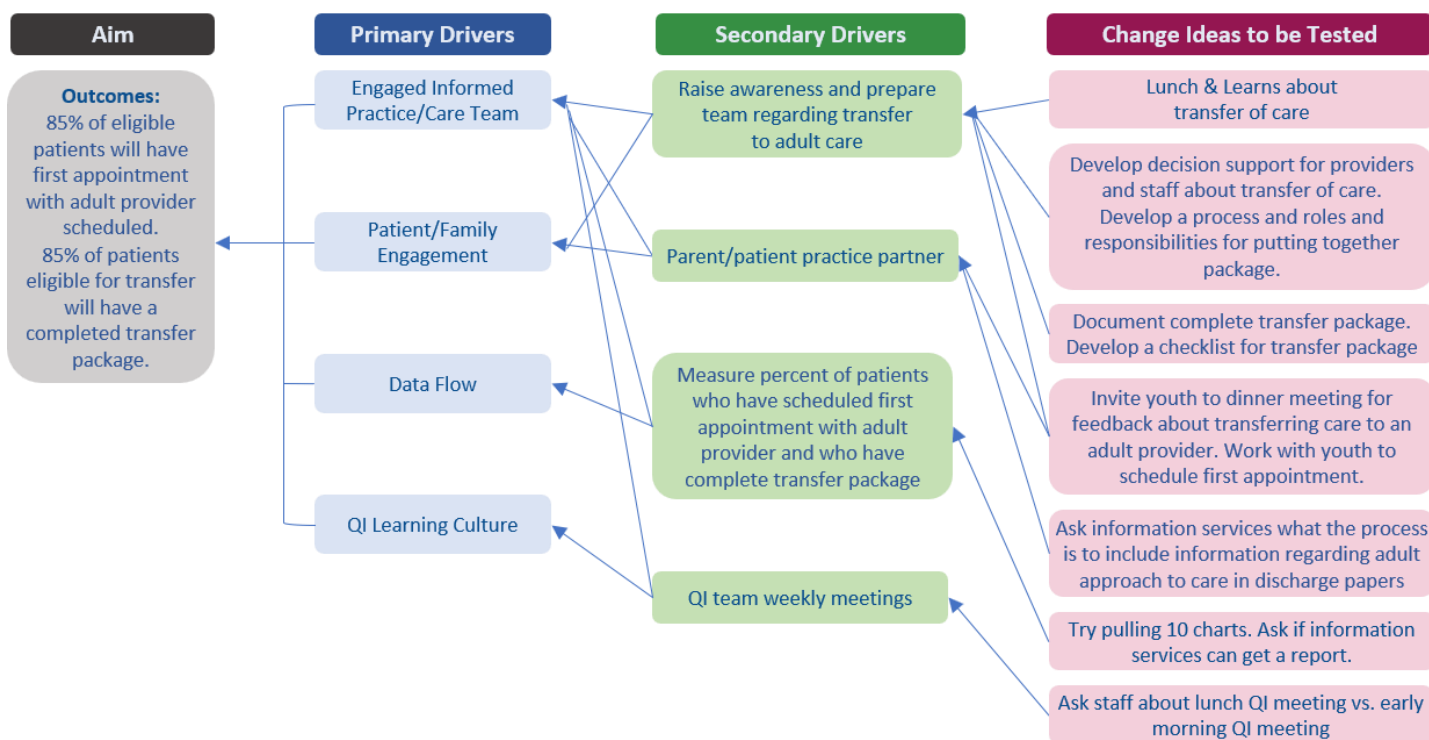 Aim
Outcomes:
85% of eligible
patients will have
first appointment
with adult provider
scheduled.
85% of patients
eligible for transfer
will have a
completed transfer
package.
Primary Drivers
Engaged Informed
Practice/Care Team
Patient/Family
Engagement
Data Flow
QI Learning Culture
Secondary Drivers
Raise awareness and prepare
team regarding transfer
to adult care
Parent/patient practice partner
Measure percent of patients
who have scheduled first
appointment with adult
provider and who have
complete transfer package
QI team weekly meetings
Change Ideas to be Tested
Lunch & Learns about
transfer of care
Develop decision support for providers
and staff about transfer of care.
Develop a process and roles and
responsibilities for putting together
package.
Document complete transfer package.
Develop a checklist for transfer package
Invite youth to dinner meeting for
feedback about transferring care to an
adult provider. Work with youth to
schedule first appointment.
Ask information services what the process
is to include information regarding adult
approach to care in discharge papers
Try pulling 10 charts. Ask if information
services can get a report.
Ask staff about lunch QI meeting vs. early
morning QI meeting